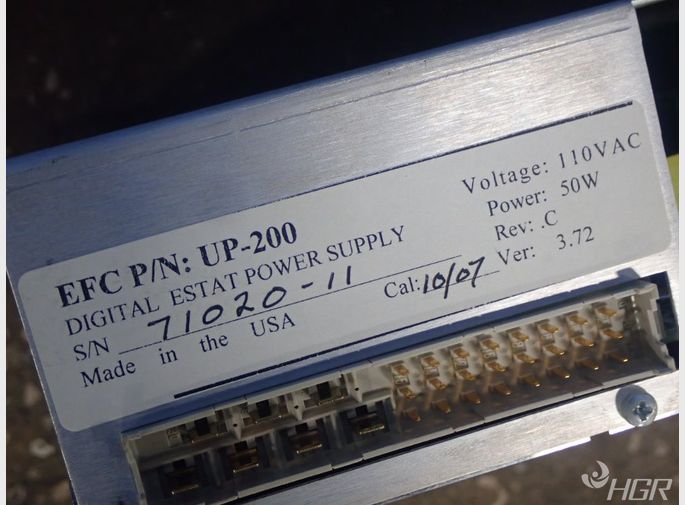 EFC P/N: UP-200
DIGITAL ESTAT POWER SUPPLY
S/N 71020-11
Made in the USA
Cal: 10/07
Voltage: 110VAC
Power: 50W
Rev: .C
Ver: 3.72
HGR